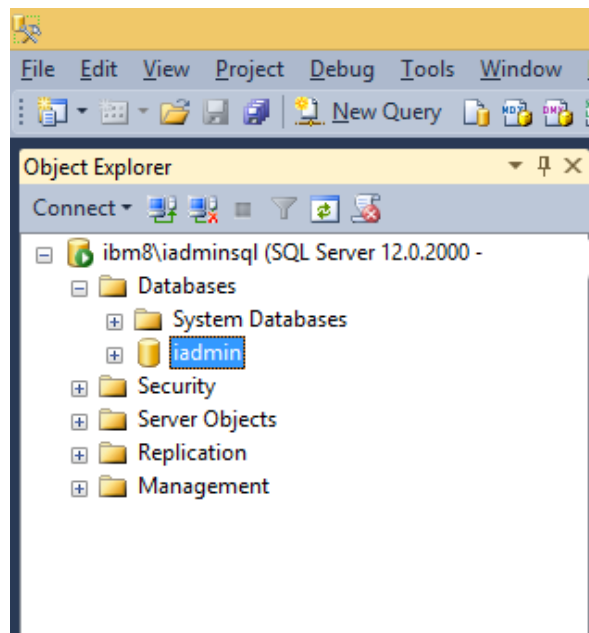 File Edit View Project Debug Tools Window
New Query
Object Explorer
Connect
ibm8\iadminsql (SQL Server 12.0.2000 -
Databases
System Databases
iadmin
Security
Server Objects
Replication
Management